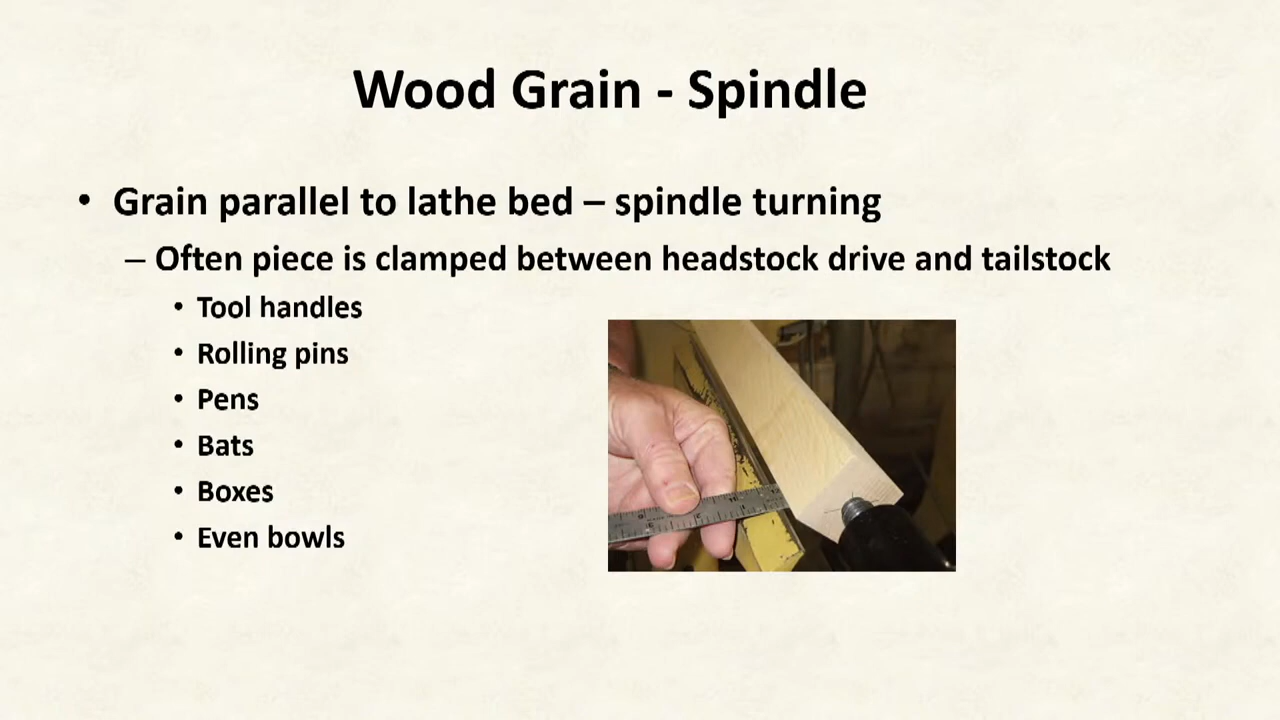 Wood Grain - Spindle
• Grain parallel to lathe bed – spindle turning
– Often piece is clamped between headstock drive and tailstock
• Tool handles
• Rolling pins
• Pens
• Bats
• Boxes
• Even bowls